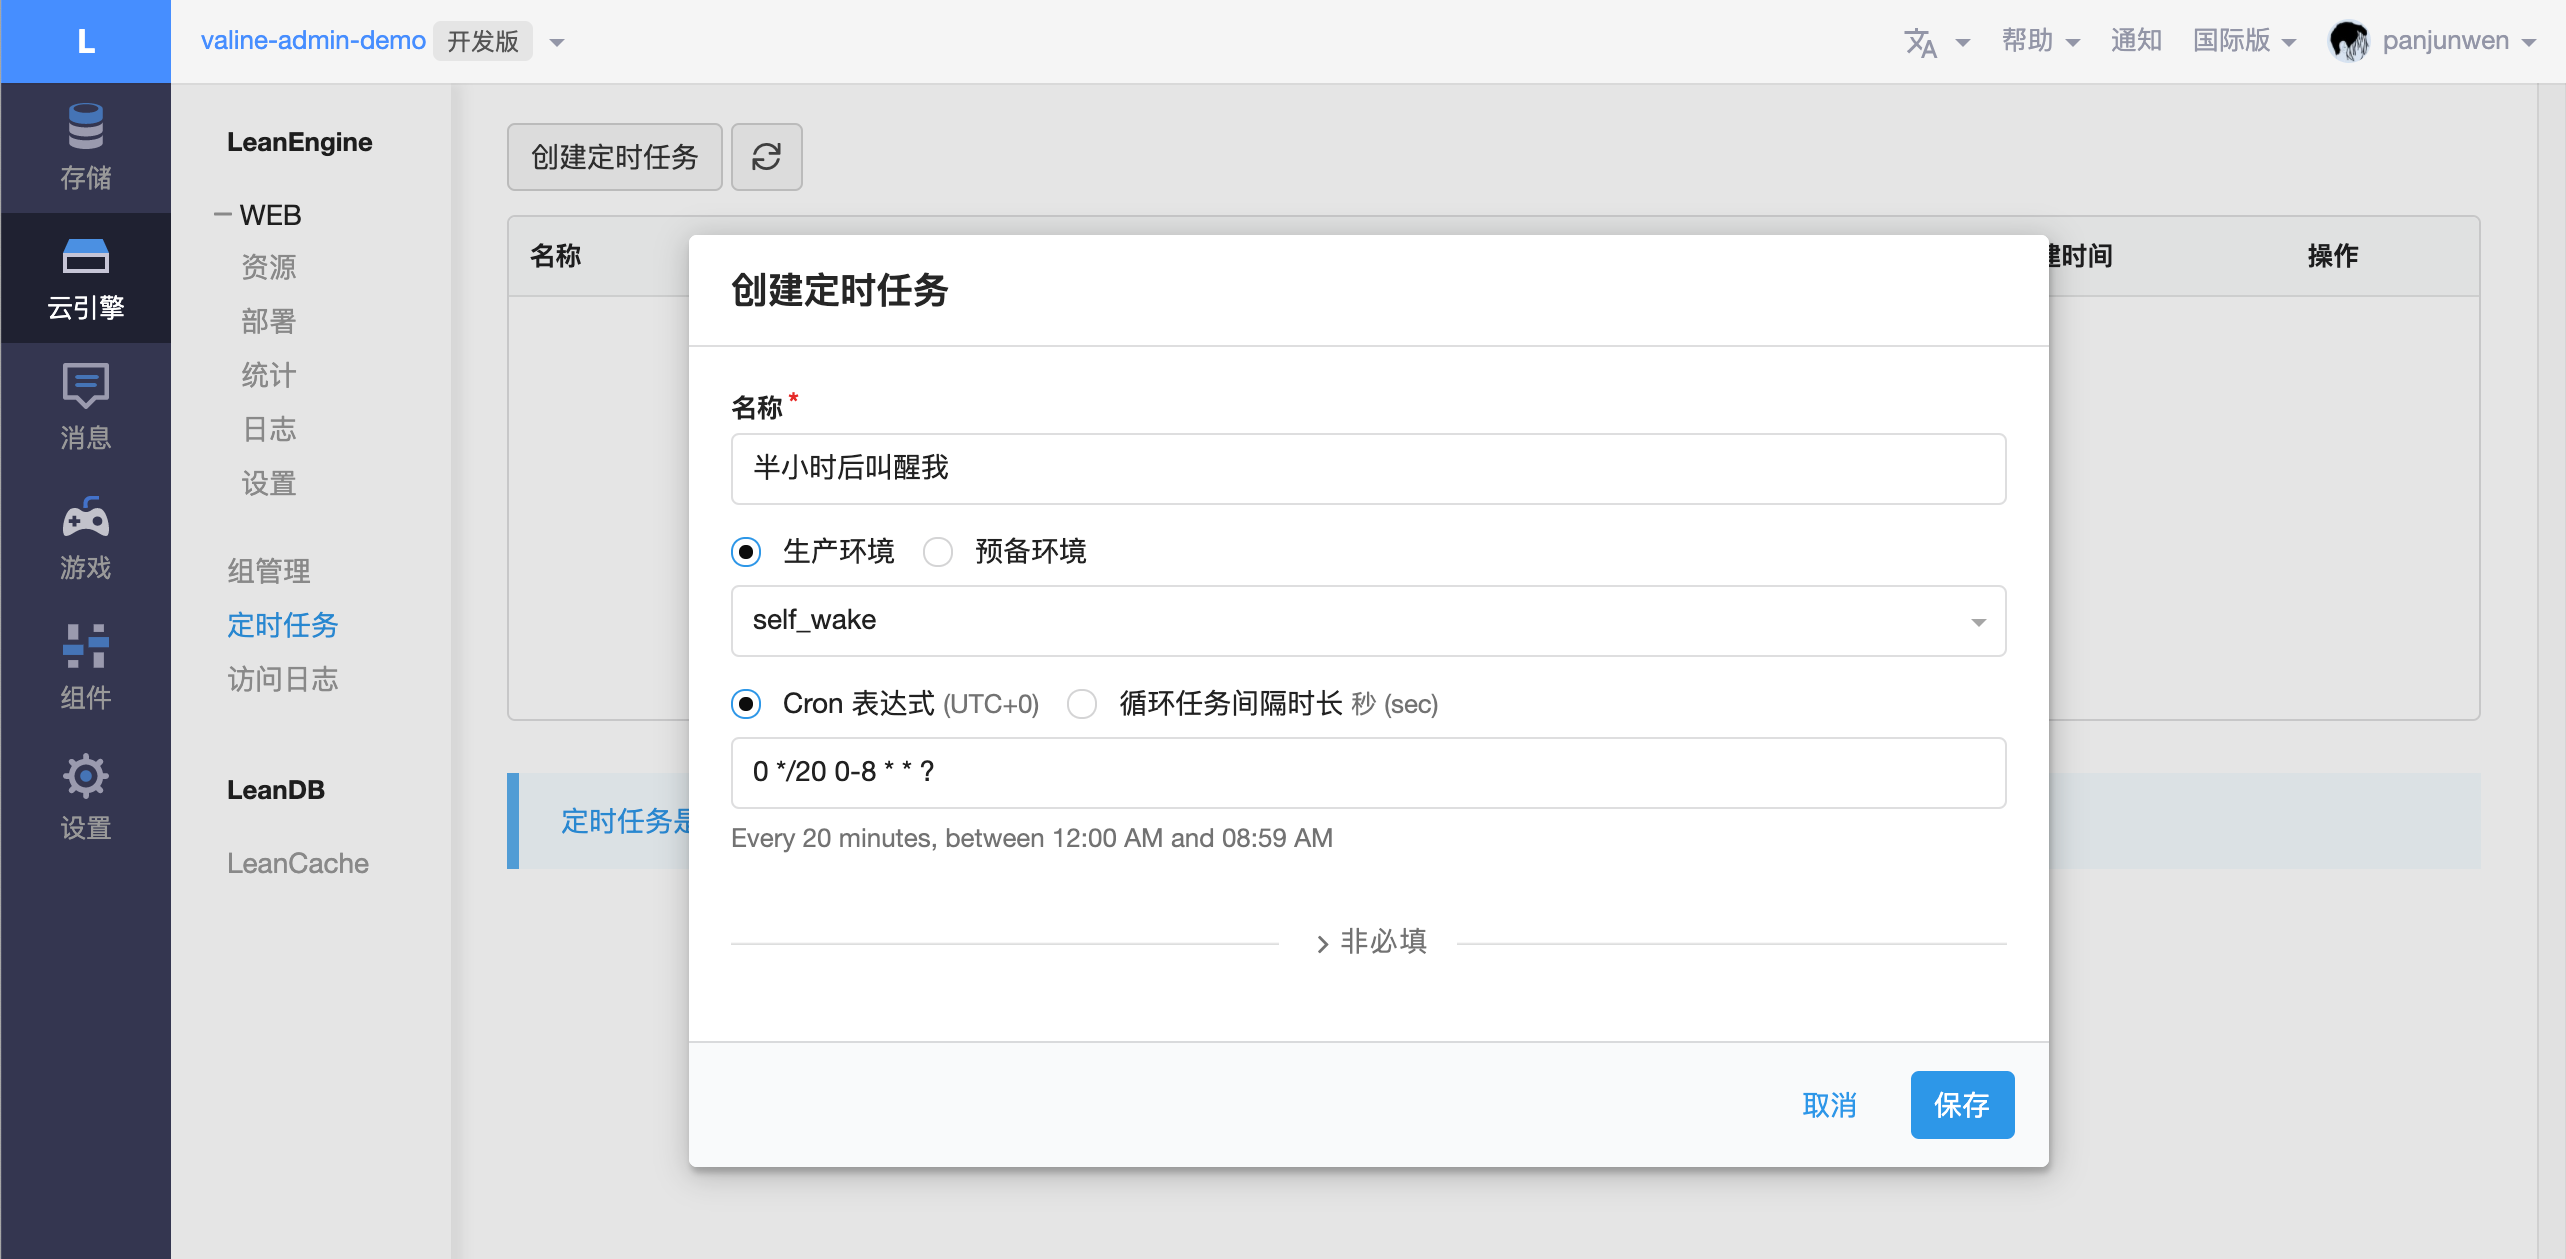 L
valine-admin-demo 开发版
帮助 通知 国际版 panjunwen
存储
云引擎
消息
游戏
组件
设置
LeanEngine
WEB
资源
部署
统计
日志
设置
组管理
定时任务
访问日志
LeanDB
LeanCache
创建定时任务
名称 建时间 操作
定时任务是
创建定时任务
名称 *
半小时后叫醒我
生产环境 预备环境
self_wake
Cron 表达式 (UTC+0) 循环任务间隔时长 秒 (sec)
0 */20 0-8 * * ?
Every 20 minutes, between 12:00 AM and 08:59 AM
非必填
取消 保存